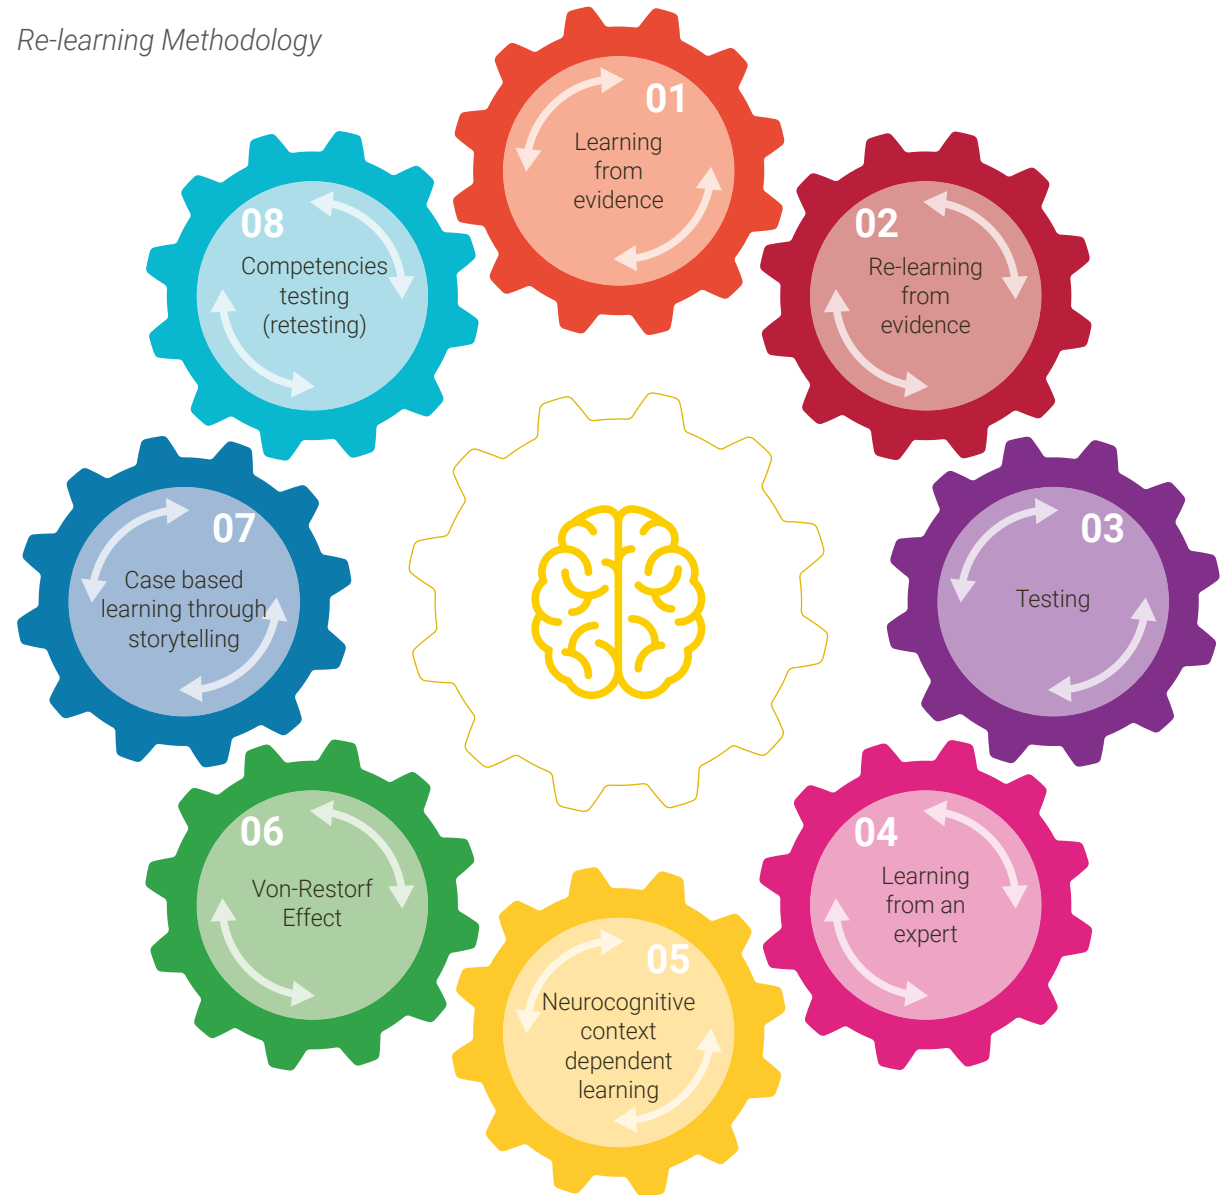 Re-learning Methodology
01
Learning
from
evidence
02
Re-learning
from
evidence
03
Testing
04
Learning
from an
expert
05
Neurocognitive
context
dependent
learning
06
Von-Restorf
Effect
07
Case based
learning through
storytelling
08
Competencies
testing
(retesting)